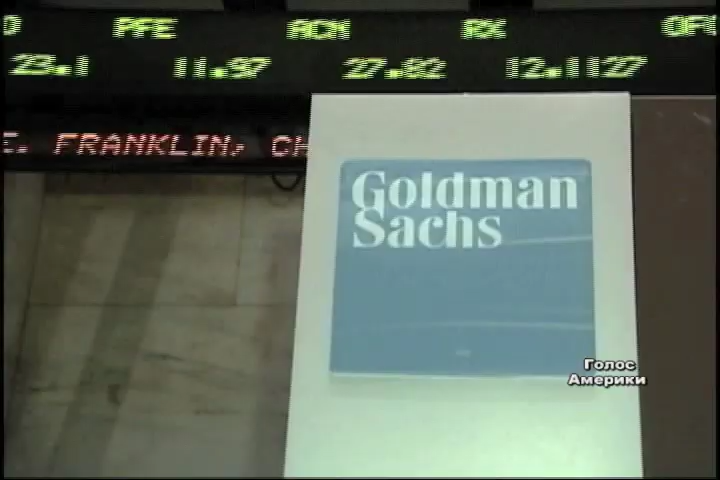 PFE ACN RX
23.1 11.97 27.82 12.1127
E. FRANKLIN, CH
Goldman
Sachs
Голос
Америки